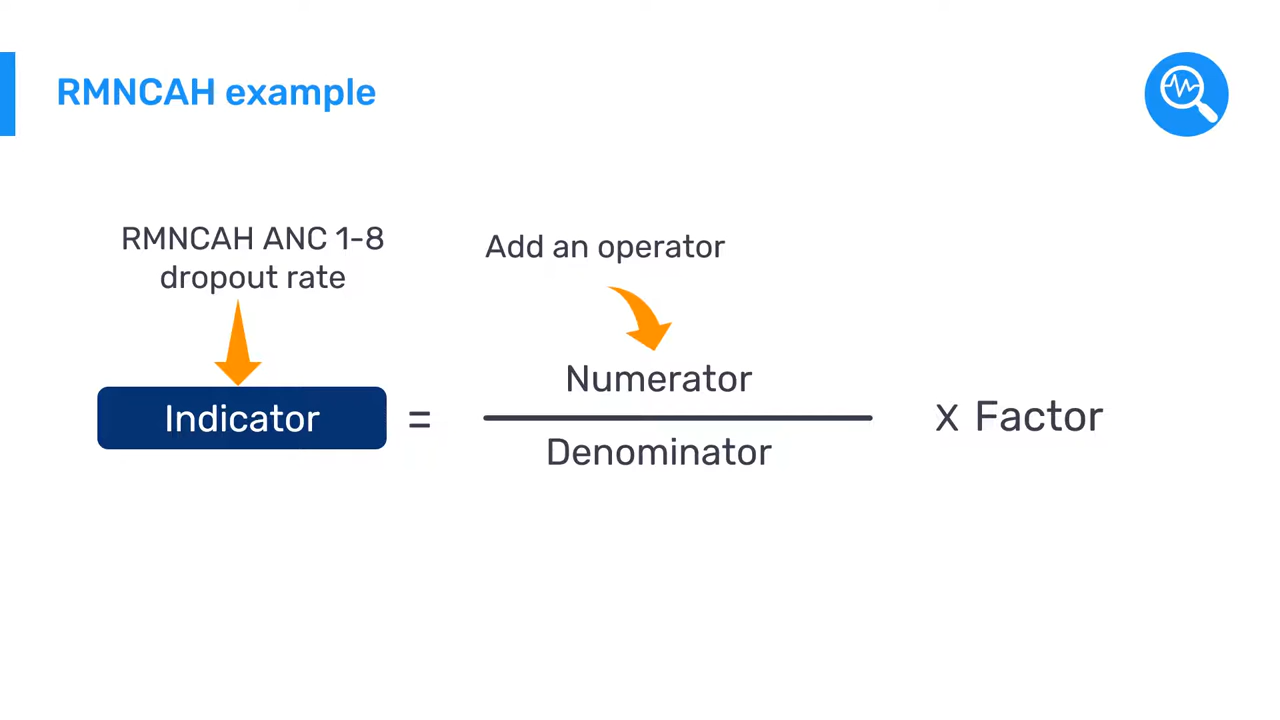 RMNCAH example
RMNCAH ANC 1-8
dropout rate
Add an operator
Indicator
=
Numerator
Denominator
x Factor